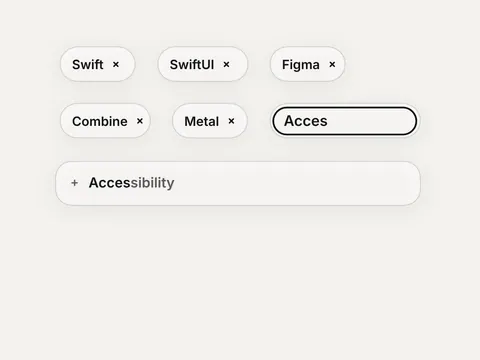 Swift × SwiftUI × Figma ×
Combine × Metal × Acces
+ Accessibility